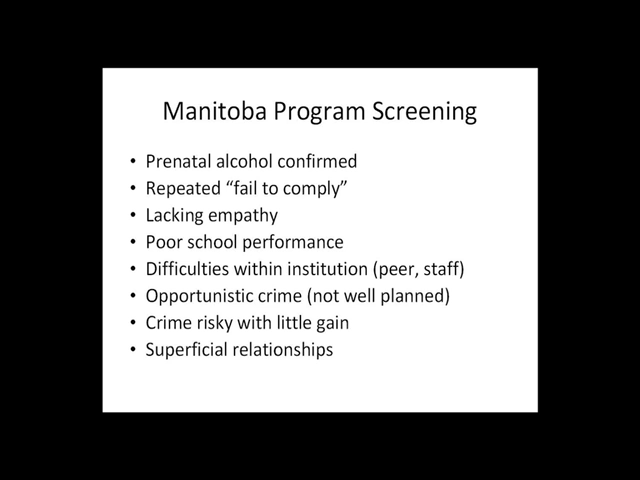 Manitoba Program Screening
• Prenatal alcohol confirmed
• Repeated “fail to comply”
• Lacking empathy
• Poor school performance
• Difficulties within institution (peer, staff)
• Opportunistic crime (not well planned)
• Crime risky with little gain
• Superficial relationships